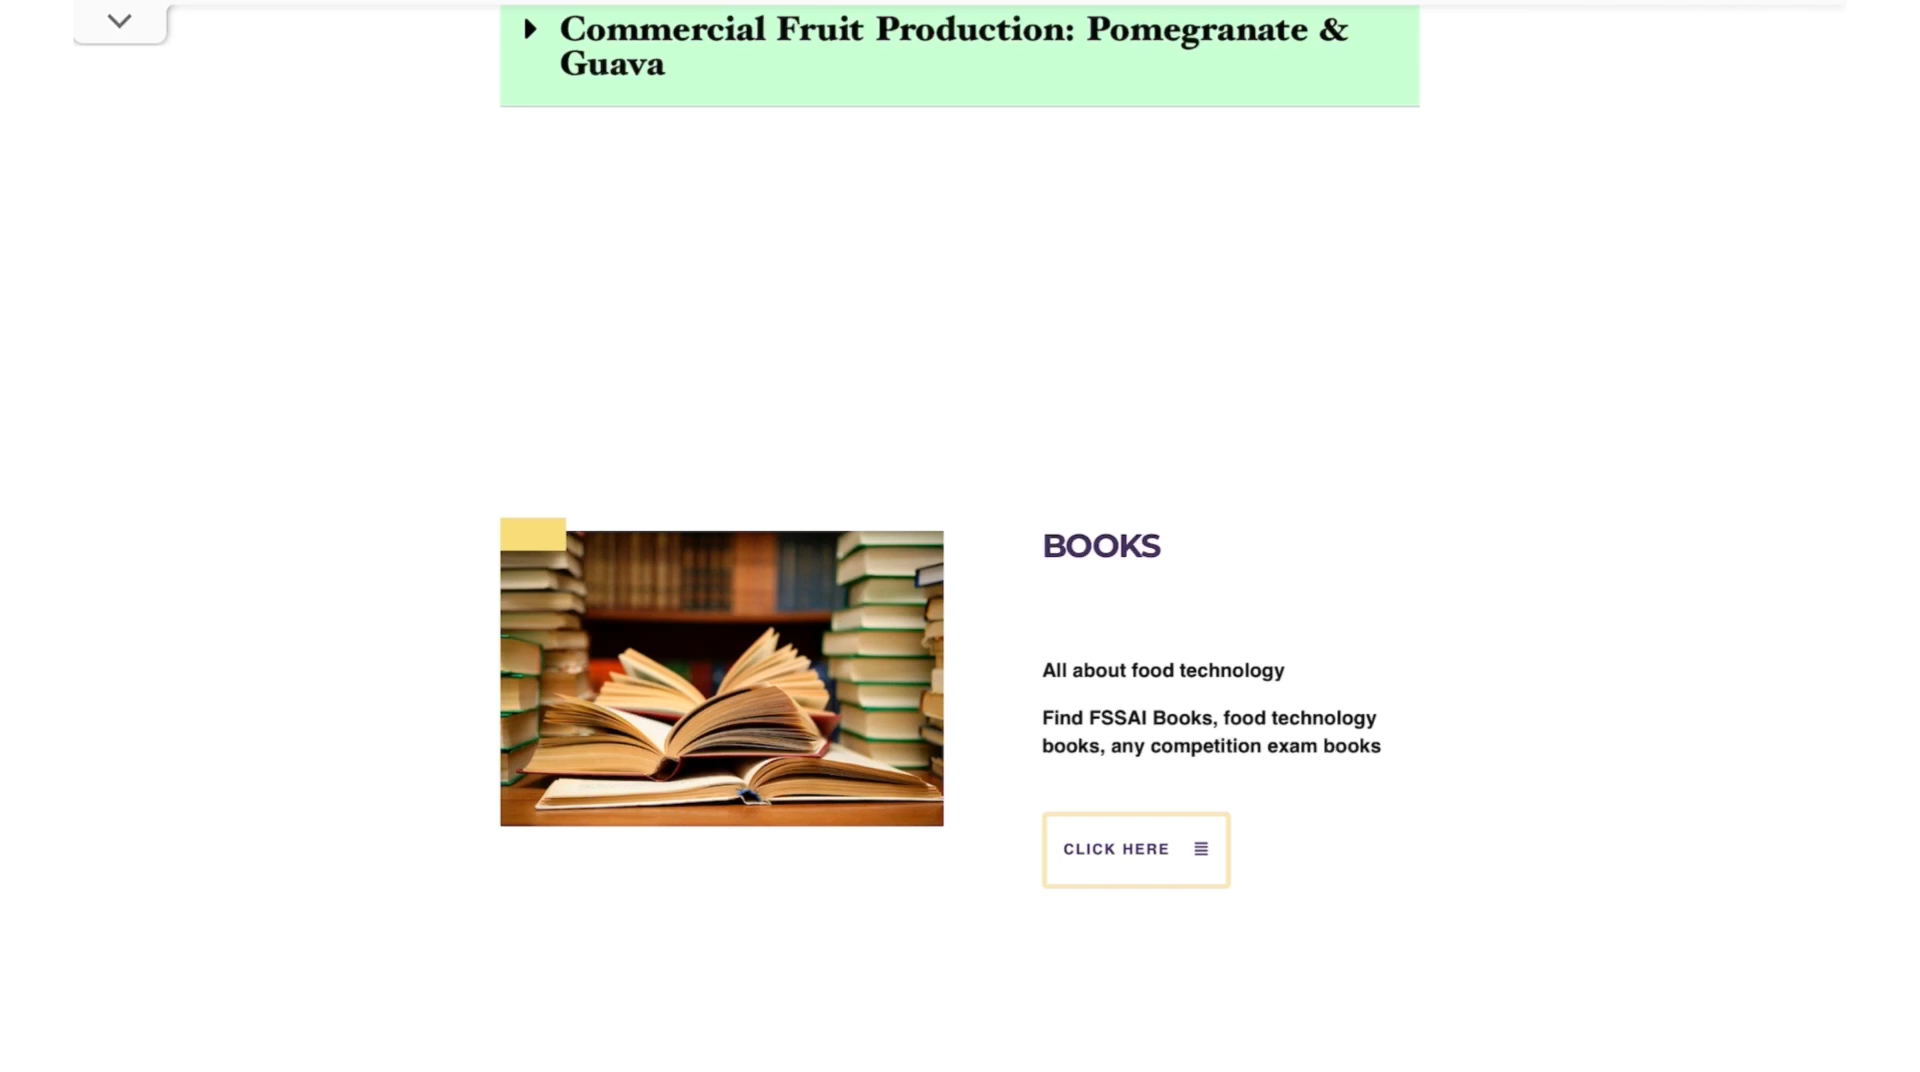 Commercial Fruit Production: Pomegranate &
Guava
BOOKS
All about food technology
Find FSSAI Books, food technology
books, any competition exam books
CLICK HERE